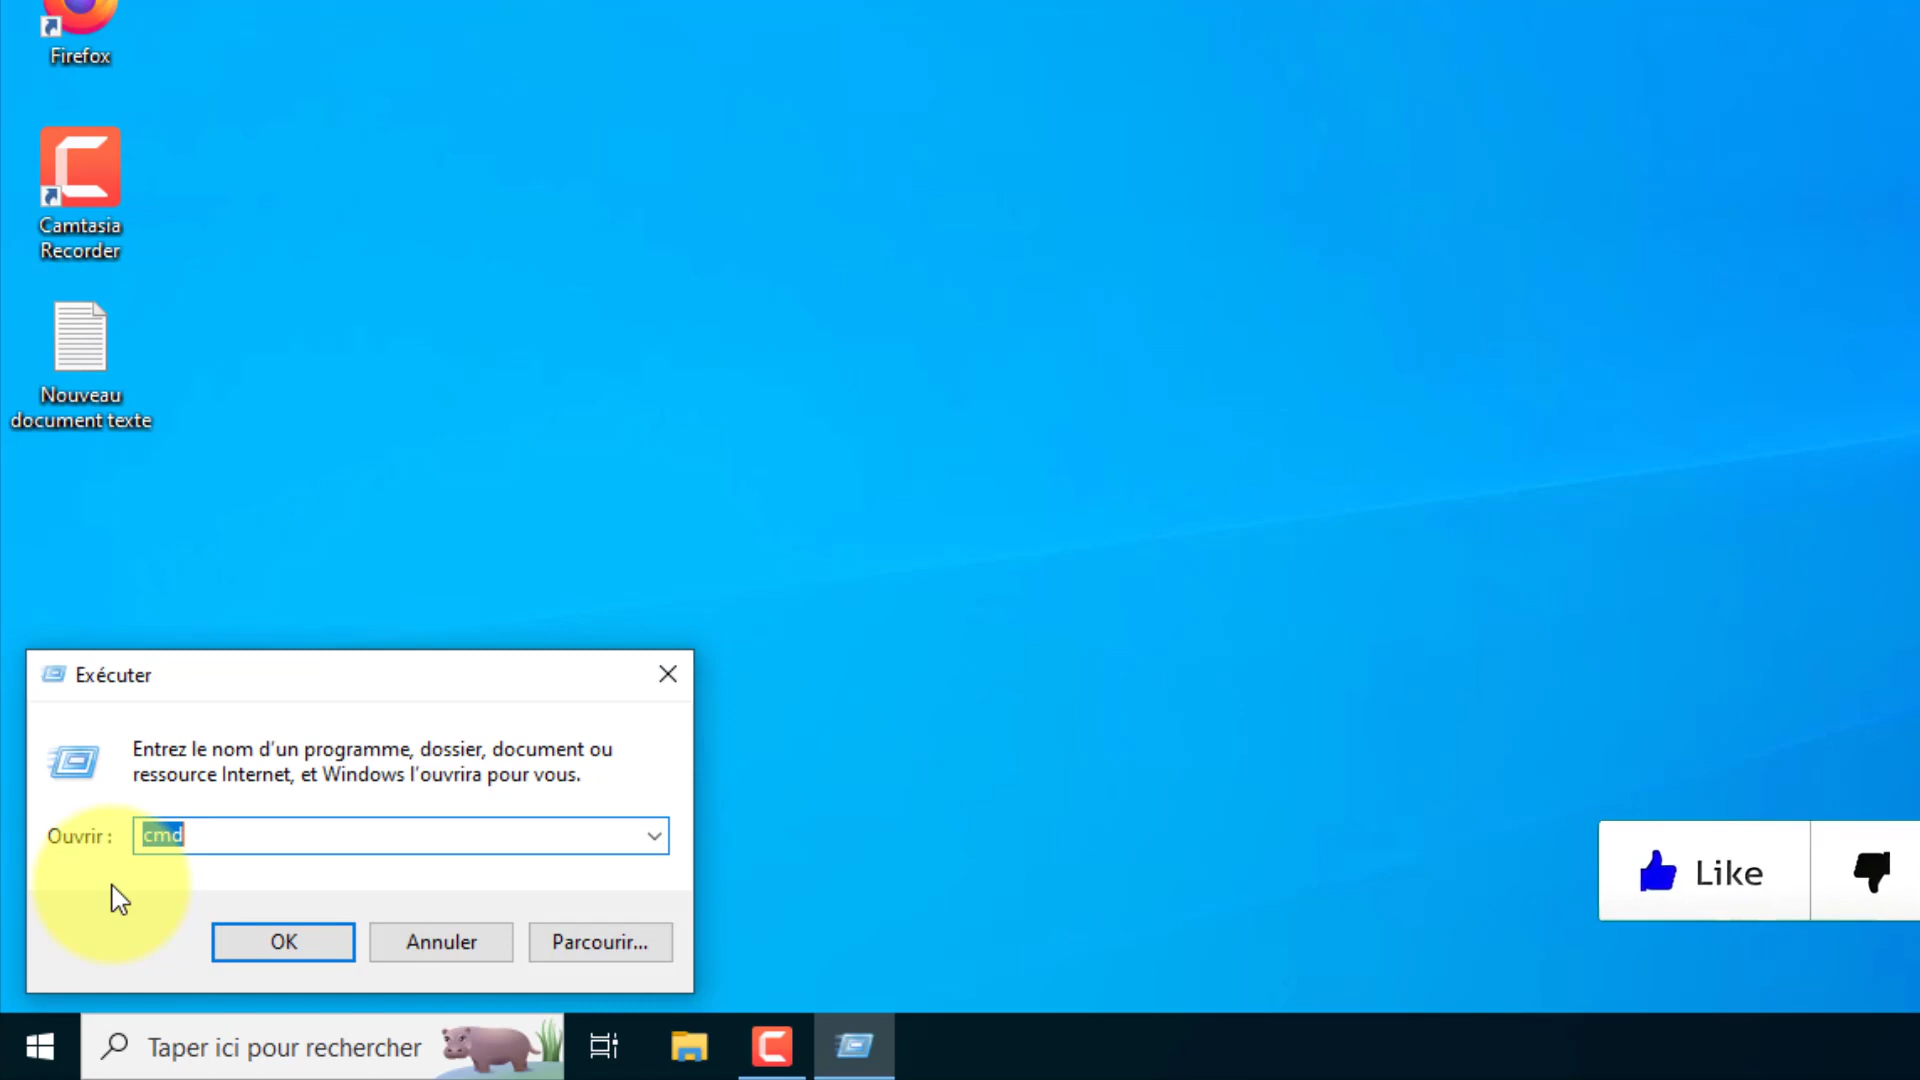 Firefox
Camtasia
Recorder
Nouveau
document texte
Exécuter
Entrez le nom d'un programme, dossier, document ou
ressource Internet, et Windows l'ouvrira pour vous.
Ouvrir : cmd
OK Annuler Parcourir...
Like
Taper ici pour rechercher